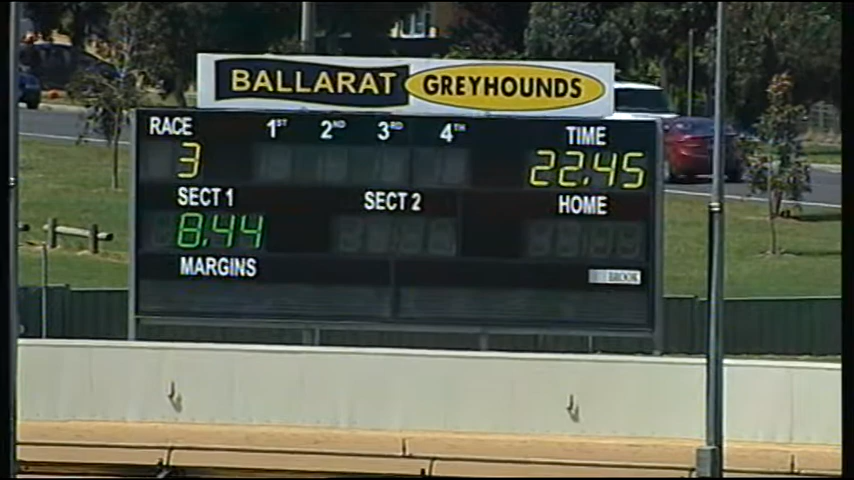 BALLARAT GREYHOUNDS
RACE 1ST 2ND 3RD 4TH TIME
3 22.45
SECT 1 SECT 2 HOME
8.44
MARGINS
BROOK